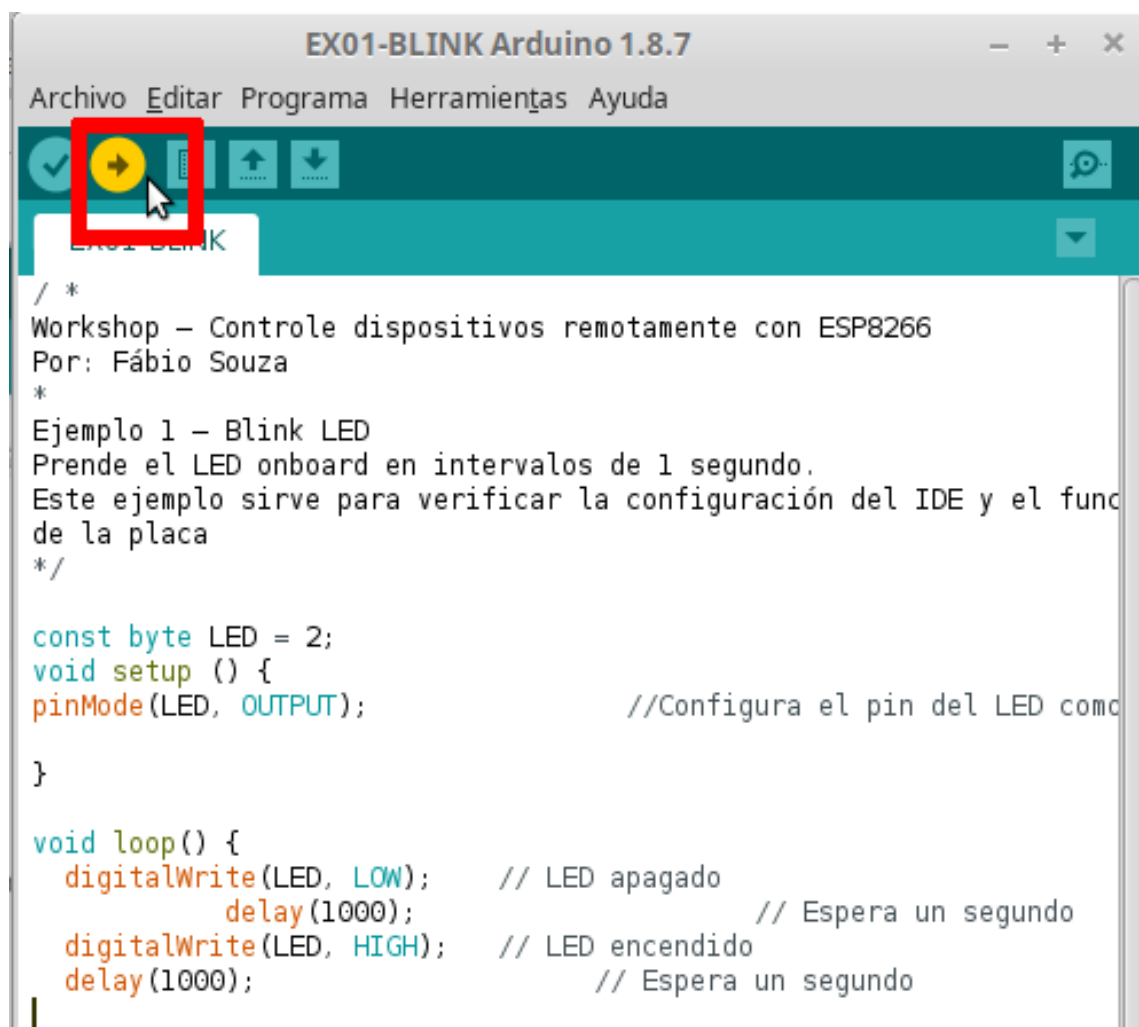 EX01-BLINK Arduino 1.8.7
Archivo Editar Programa Herramientas Ayuda
EX01-BLINK
/ *
Workshop – Controle dispositivos remotamente con ESP8266
Por: Fábio Souza
*
Ejemplo 1 – Blink LED
Prende el LED onboard en intervalos de 1 segundo.
Este ejemplo sirve para verificar la configuración del IDE y el func
de la placa
*/
const byte LED = 2;
void setup () {
pinMode(LED, OUTPUT); //Configura el pin del LED como
}
void loop() {
digitalWrite(LED, LOW); // LED apagado
delay(1000); // Espera un segundo
digitalWrite(LED, HIGH); // LED encendido
delay(1000); // Espera un segundo